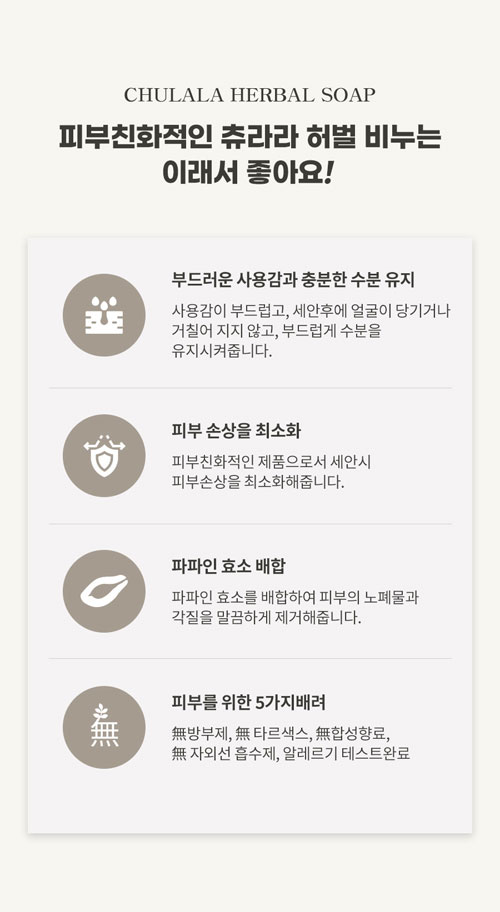 CHULALA HERBAL SOAP
피부친화적인 츄라라 허벌 비누는
이래서 좋아요!
부드러운 사용감과 충분한 수분 유지
사용감이 부드럽고, 세안후에 얼굴이 당기거나
거칠어 지지 않고, 부드럽게 수분을
유지시켜줍니다.
피부 손상을 최소화
피부친화적인 제품으로서 세안시
피부손상을 최소화해줍니다.
파파인 효소 배합
파파인 효소를 배합하여 피부의 노폐물과
각질을 말끔하게 제거해줍니다.
無
피부를 위한 5가지배려
無방부제, 無 타르색스, 無합성향료,
無 자외선 흡수제, 알레르기 테스트완료